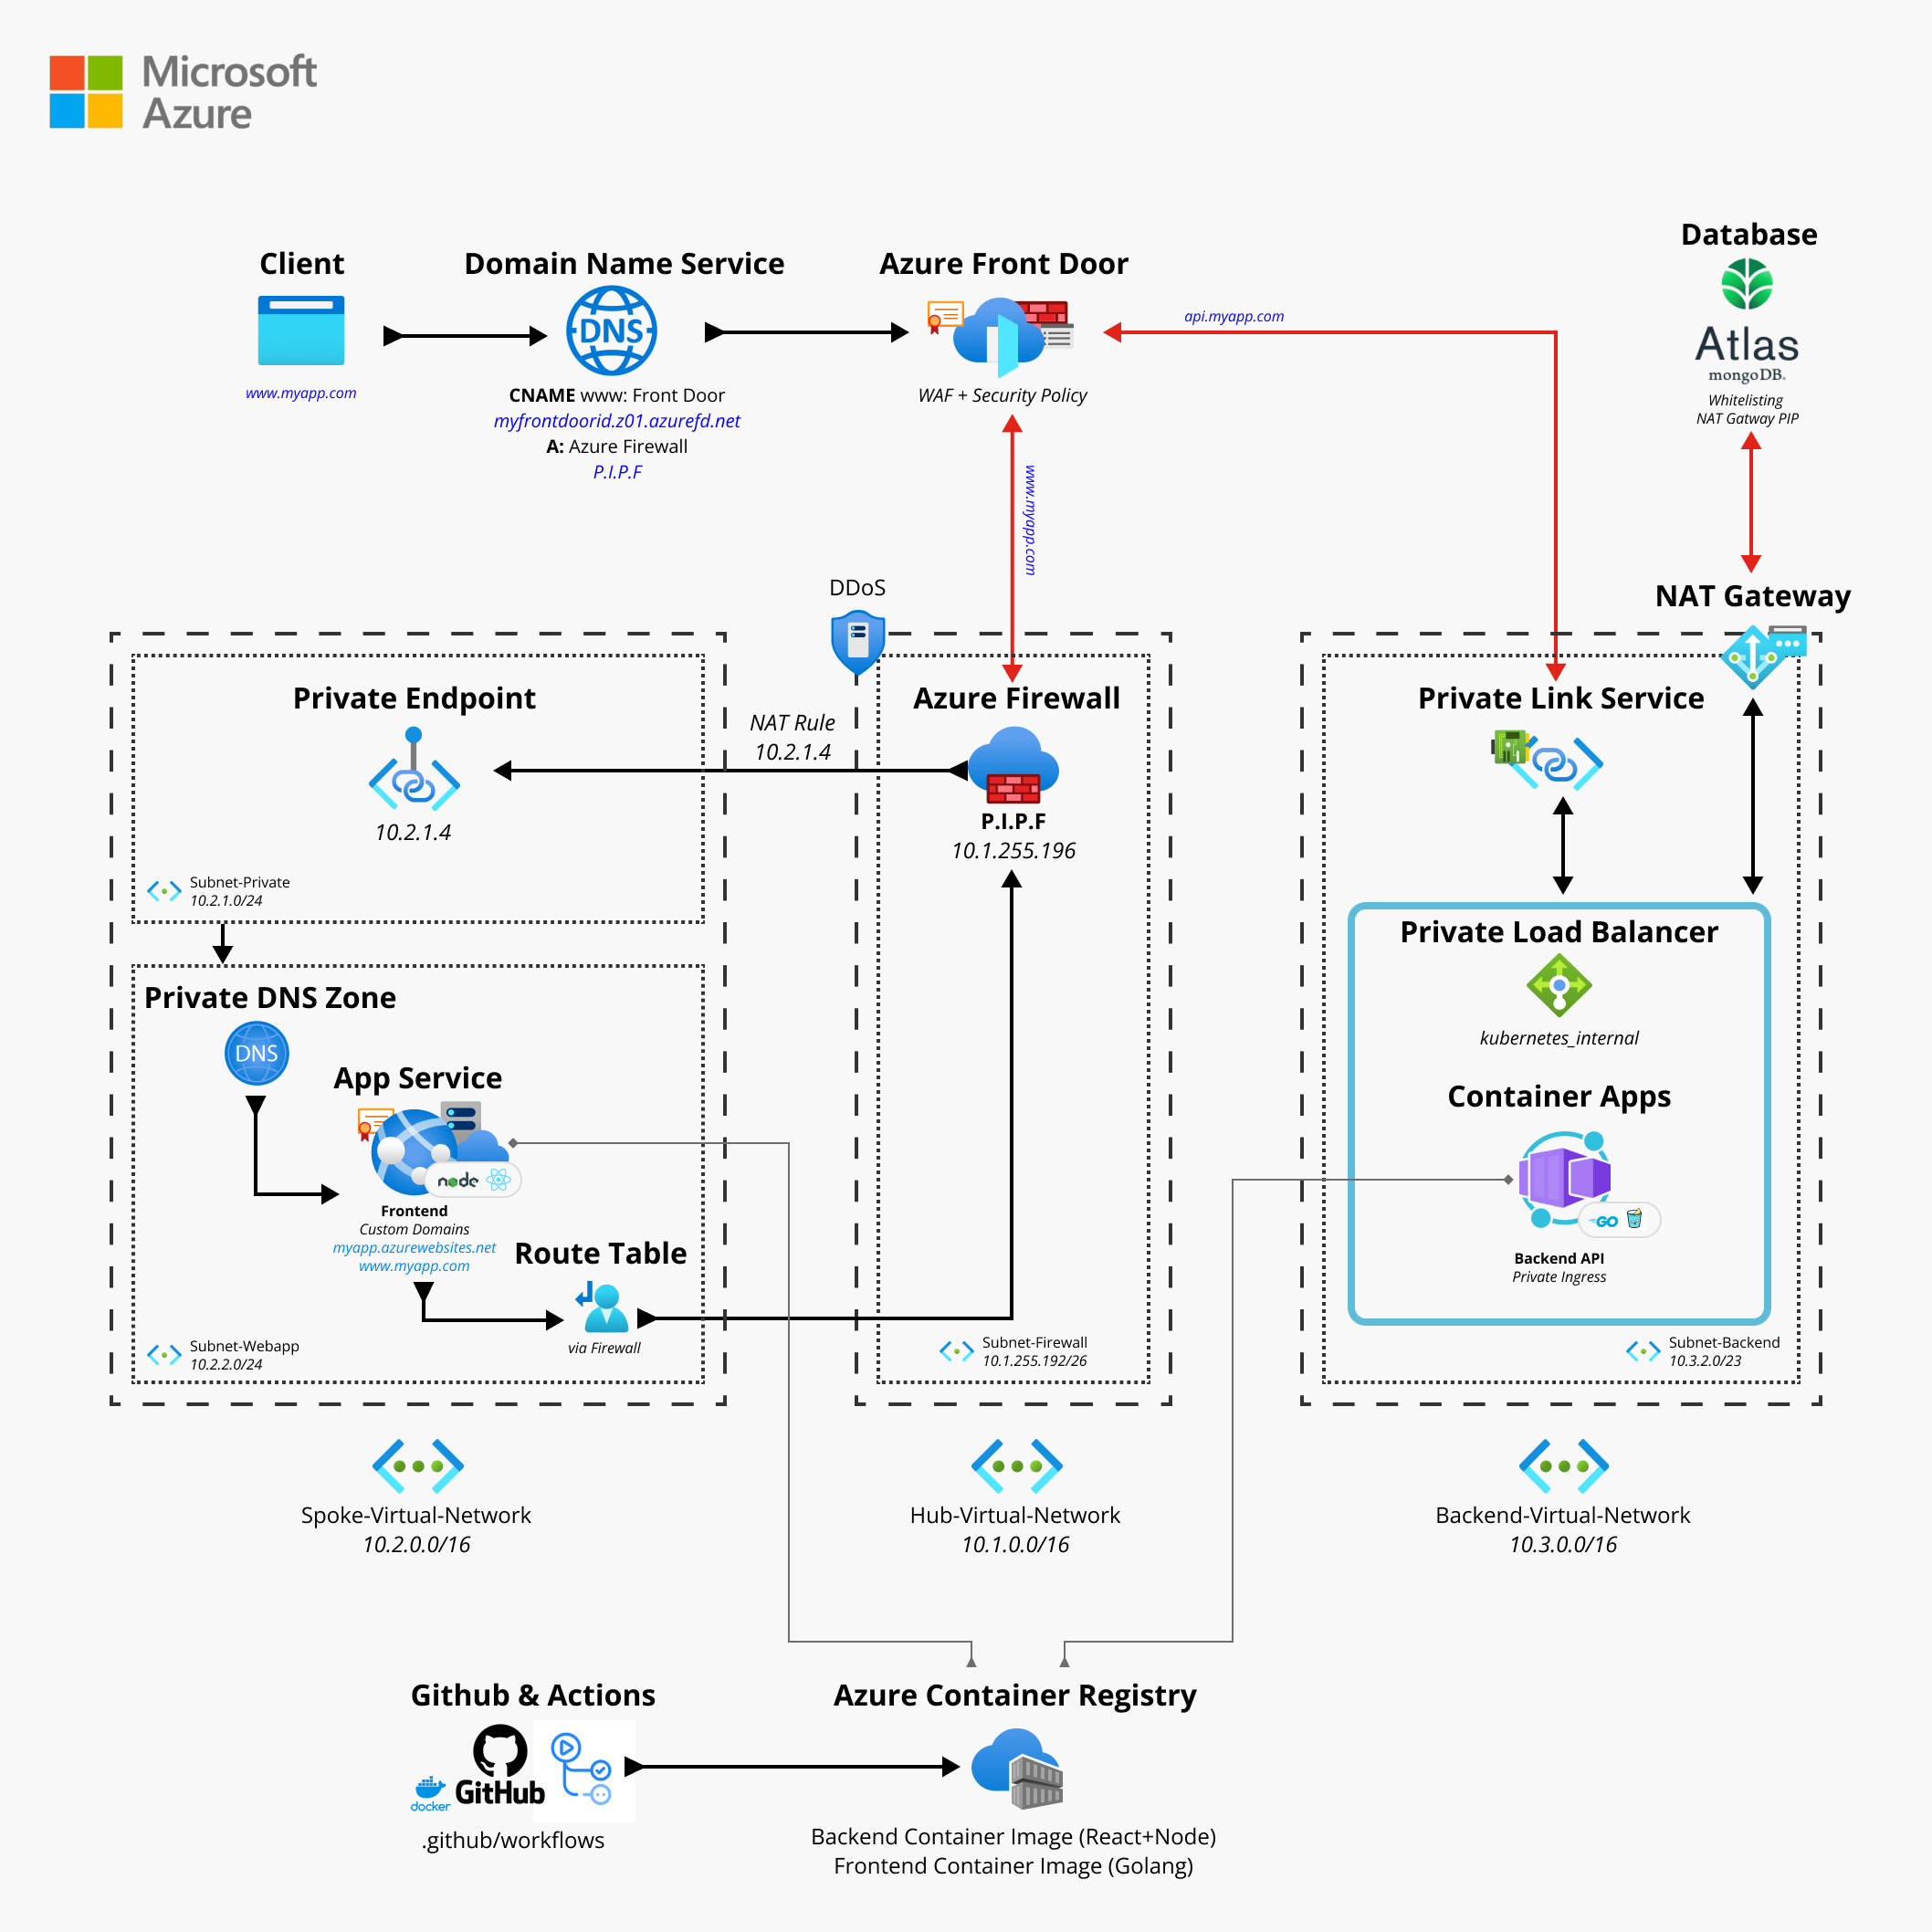 Microsoft
Azure
Client
www.myapp.com
Domain Name Service
DNS
CNAME www: Front Door
myfrontdoorid.z01.azurefd.net
A: Azure Firewall
P.I.P.F
Azure Front Door
WAF + Security Policy
api.myapp.com
www.myapp.com
Database
Atlas
mongoDB.
Whitelisting
NAT Gatway PIP
NAT Gateway
DDoS
Private Endpoint
10.2.1.4
Subnet-Private
10.2.1.0/24
NAT Rule
10.2.1.4
Azure Firewall
P.I.P.F
10.1.255.196
Private Link Service
Private DNS Zone
DNS
App Service
node
Frontend
Custom Domains
myapp.azurewebsites.net
www.myapp.com
Route Table
via Firewall
Subnet-Webapp
10.2.2.0/24
Subnet-Firewall
10.1.255.192/26
Private Load Balancer
kubernetes_internal
Container Apps
GO
Backend API
Private Ingress
Subnet-Backend
10.3.2.0/23
Spoke-Virtual-Network
10.2.0.0/16
Hub-Virtual-Network
10.1.0.0/16
Backend-Virtual-Network
10.3.0.0/16
Github & Actions
docker
GitHub
.github/workflows
Azure Container Registry
Backend Container Image (React+Node)
Frontend Container Image (Golang)